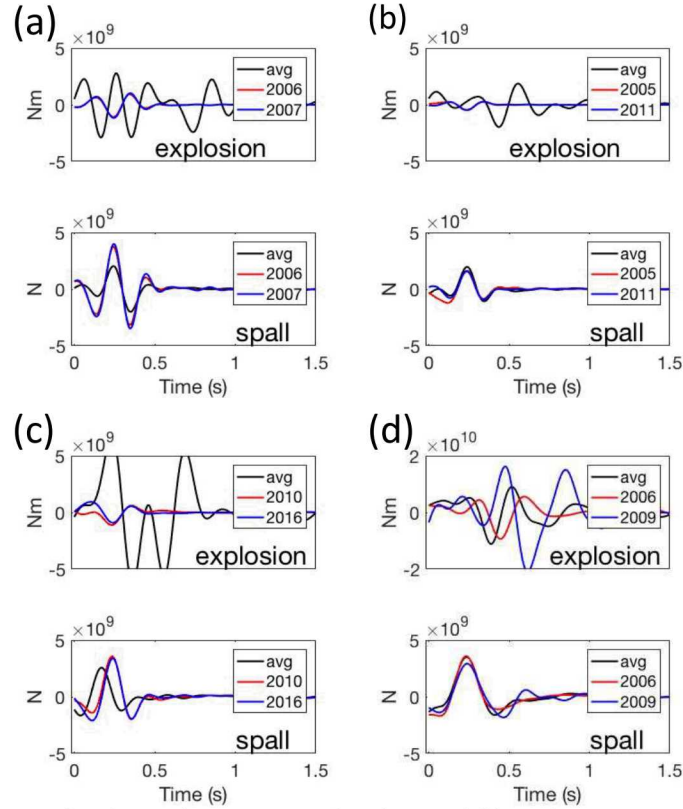 (a)
×10⁹
5
0
-5
Nm
avg
2006
2007
explosion
×10⁹
5
0
-5
N
avg
2006
2007
spall
0 0.5 1 1.5
Time (s)
(b)
×10⁹
5
0
-5
Nm
avg
2005
2011
explosion
×10⁹
5
0
-5
N
avg
2005
2011
spall
0 0.5 1 1.5
Time (s)
(c)
×10⁹
5
0
-5
Nm
avg
2010
2016
explosion
×10⁹
5
0
-5
N
avg
2010
2016
spall
0 0.5 1 1.5
Time (s)
(d)
×10¹⁰
2
0
-2
Nm
avg
2006
2009
explosion
×10⁹
5
0
-5
N
avg
2006
2009
spall
0 0.5 1 1.5
Time (s)